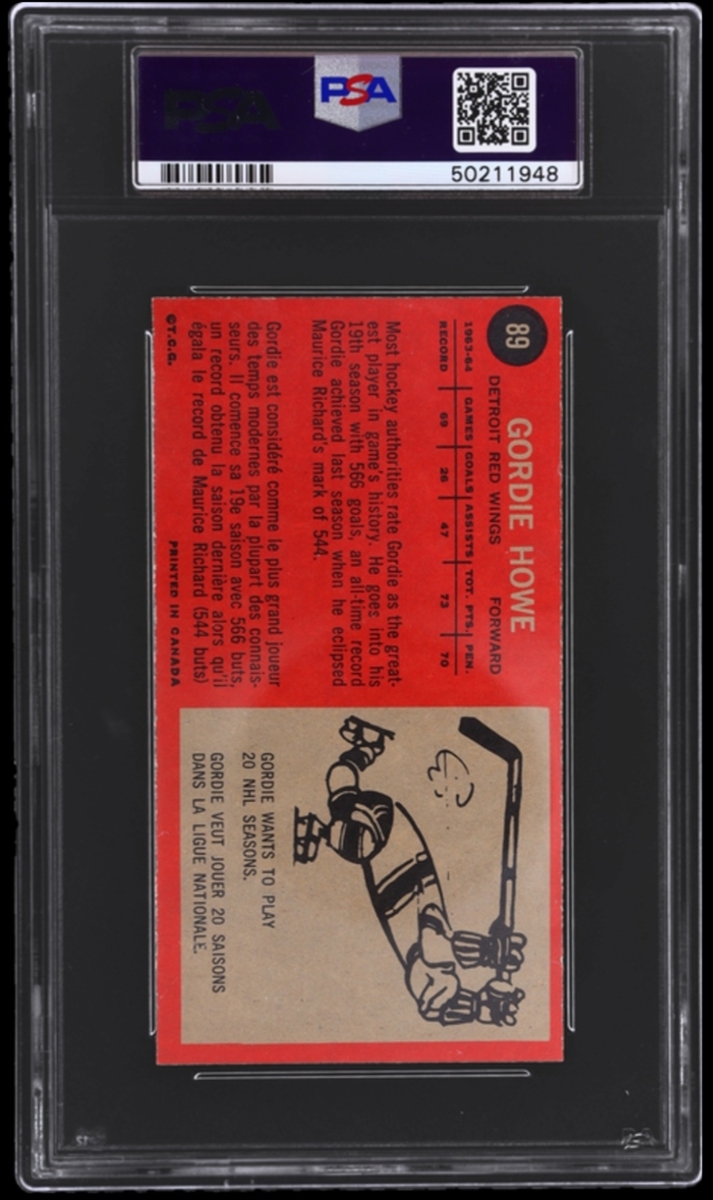 PSA
PSA
50211948
89
GORDIE HOWE
DETROIT RED WINGS FORWARD
1963-64 GAMES GOALS ASSISTS TOT. PTS. PEN.
RECORD 69 26 47 73 70
Most hockey authorities rate Gordie as the great-
est player in game's history. He goes into his
19th season with 566 goals, an all-time record
Gordie achieved last season when he eclipsed
Maurice Richard's mark of 544.
Gordie est considéré comme le plus grand joueur
des temps modernes par la plupart des connais-
seurs. Il comence sa 19e saison avec 566 buts,
un record obtenu la saison dernière alors qu'il
égala le record de Maurice Richard (544 buts)
©T.C.G. PRINTED IN CANADA
GORDIE WANTS TO PLAY
20 NHL SEASONS.
GORDIE VEUT JOUER 20 SAISONS
DANS LA LIGUE NATIONALE.
PSA